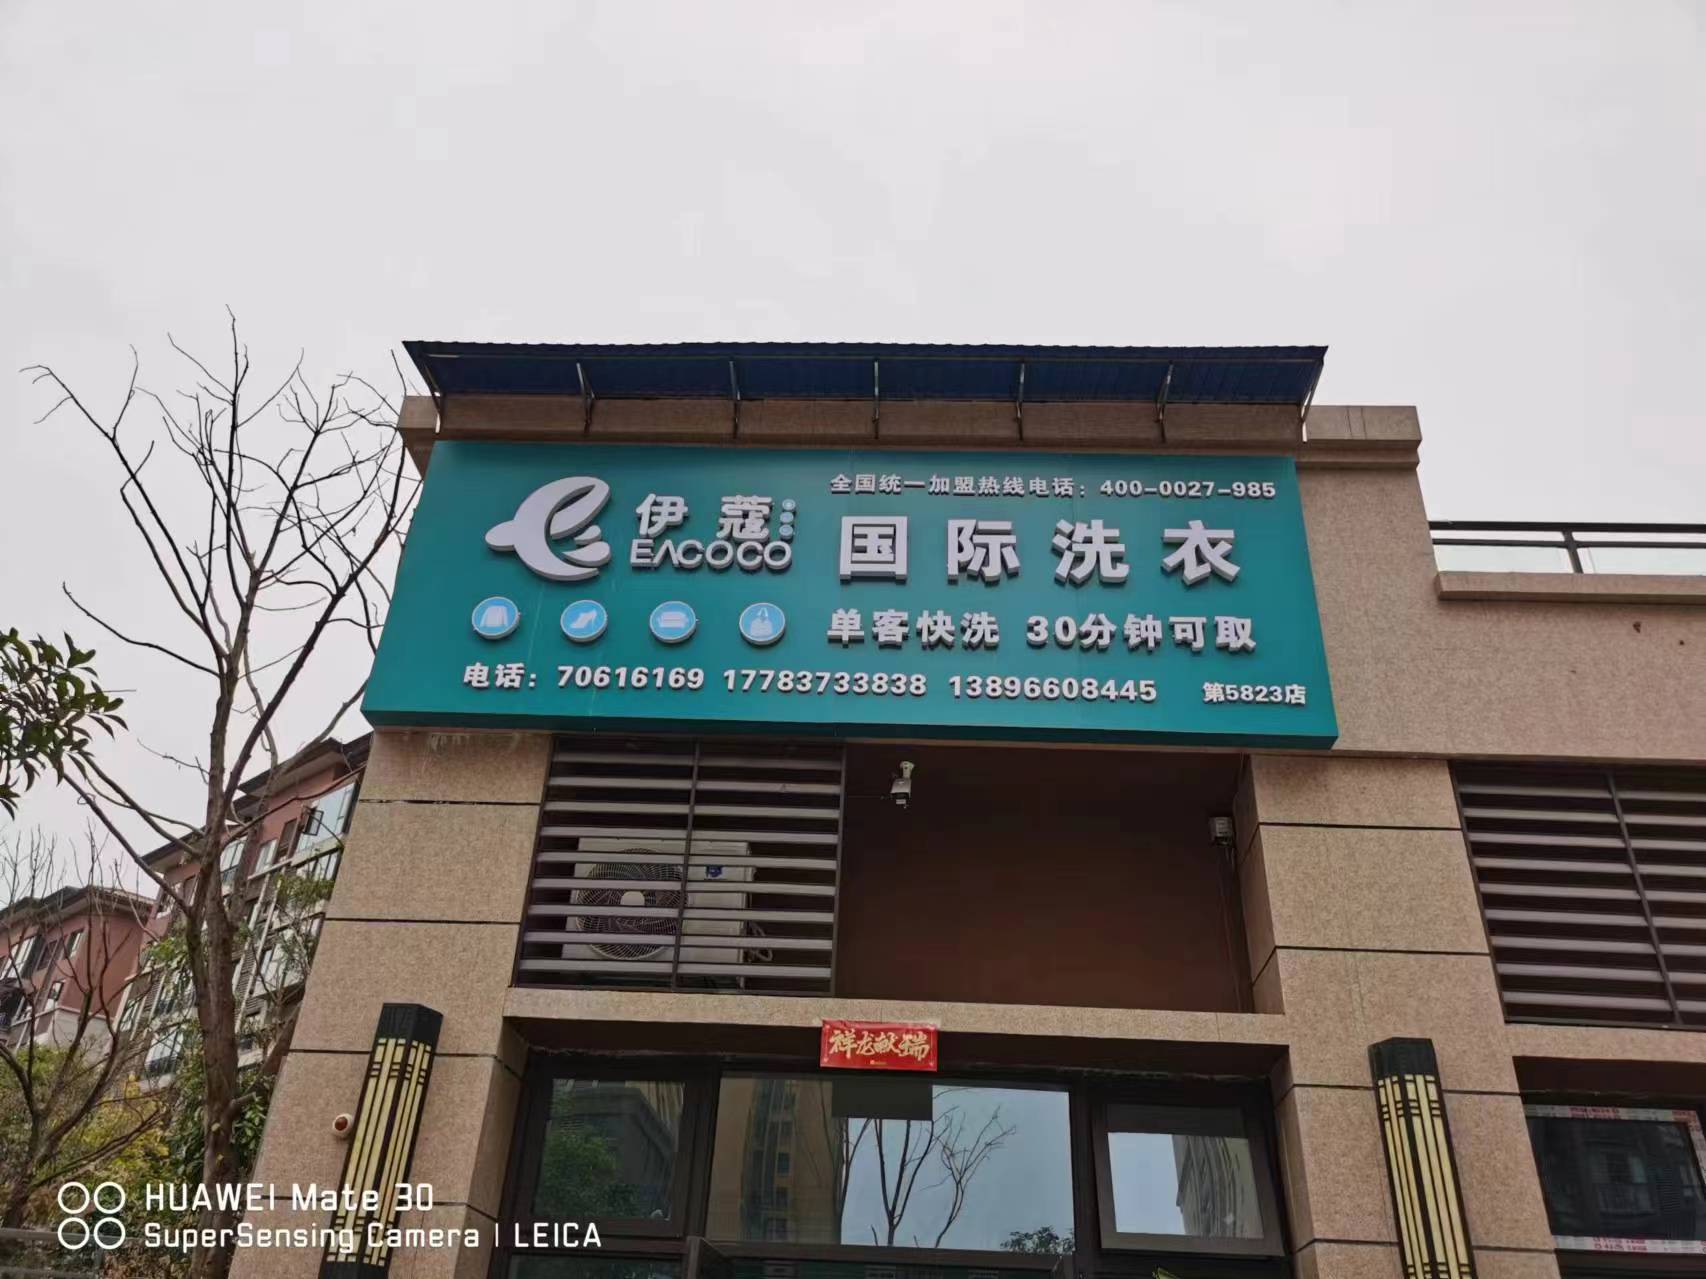 全国统一加盟热线电话：400-0027-985
伊蔻
EACOCO
国际洗衣
单客快洗 30分钟可取
电话：70616169 17783733838 13896608445 第5823店
祥龙献瑞
HUAWEI Mate 30
SuperSensing Camera | LEICA